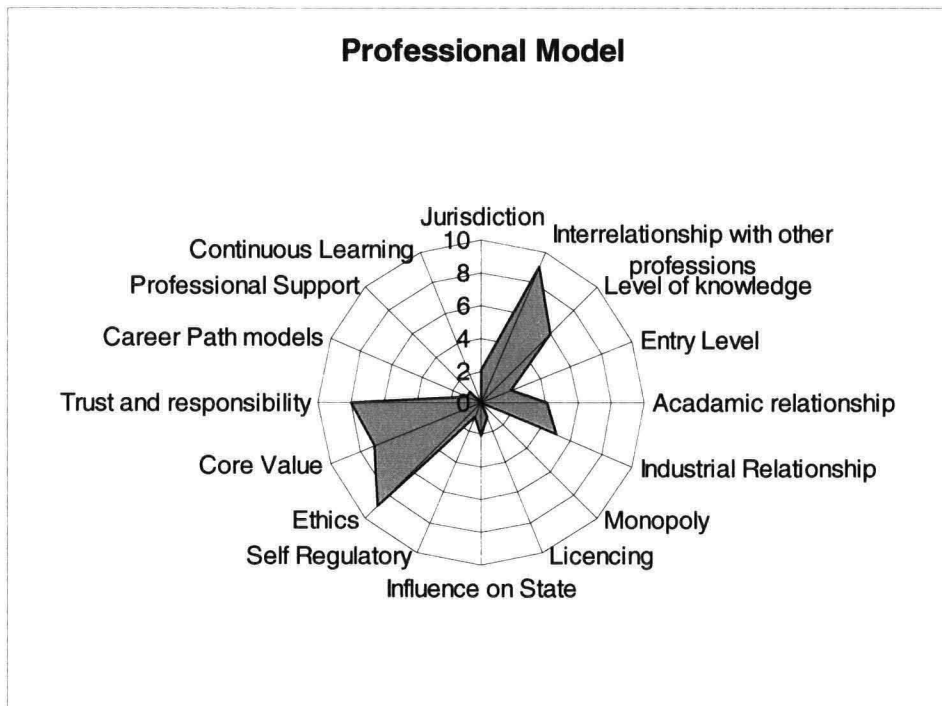 Professional Model
Jurisdiction
Interrelationship with other
professions
Level of knowledge
Entry Level
Acadamic relationship
Industrial Relationship
Monopoly
Licencing
Influence on State
Self Regulatory
Ethics
Core Value
Trust and responsibility
Career Path models
Professional Support
Continuous Learning
10
8
6
4
2
0